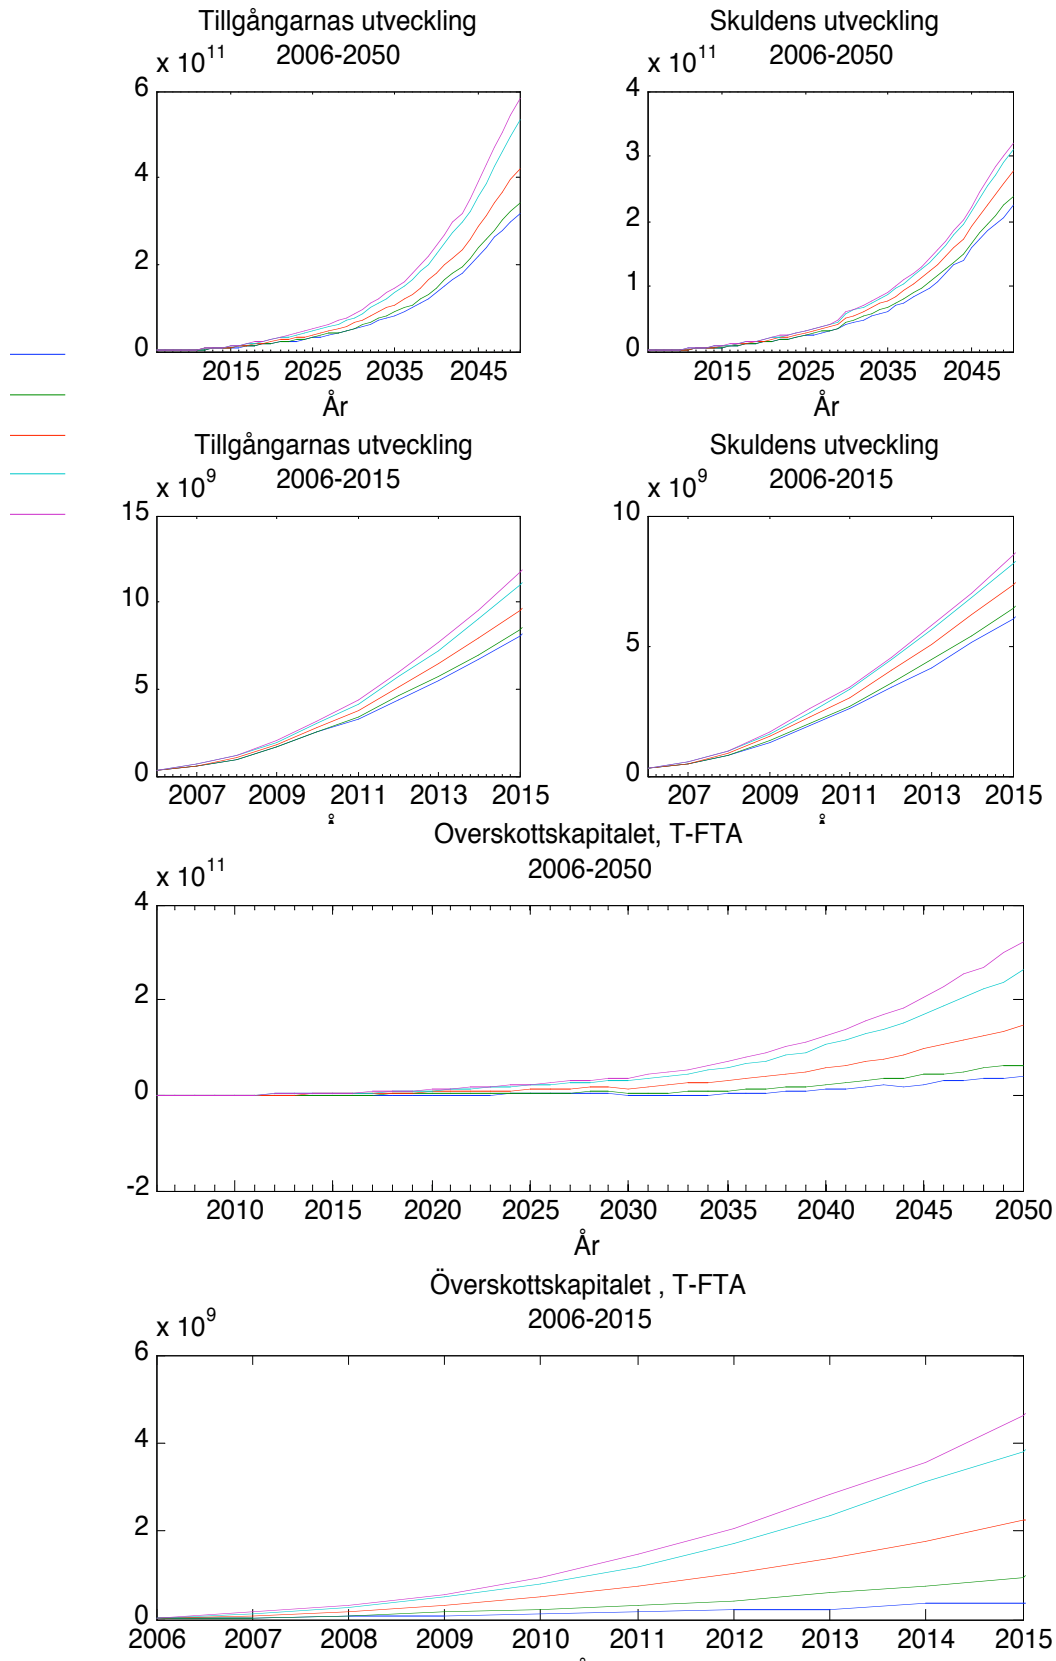 Tillgångarnas utveckling
2006-2050
x 10^11
6
4
2
0
2015 2025 2035 2045
År
Skuldens utveckling
2006-2050
x 10^11
4
3
2
1
0
2015 2025 2035 2045
År
Tillgångarnas utveckling
2006-2015
x 10^9
15
10
5
0
2007 2009 2011 2013 2015
Skuldens utveckling
2006-2015
x 10^9
10
5
0
207 2009 2011 2013 2015
Overskottskapitalet, T-FTA
2006-2050
x 10^11
4
2
0
-2
2010 2015 2020 2025 2030 2035 2040 2045 2050
År
Överskottskapitalet , T-FTA
2006-2015
x 10^9
6
4
2
0
2006 2007 2008 2009 2010 2011 2012 2013 2014 2015